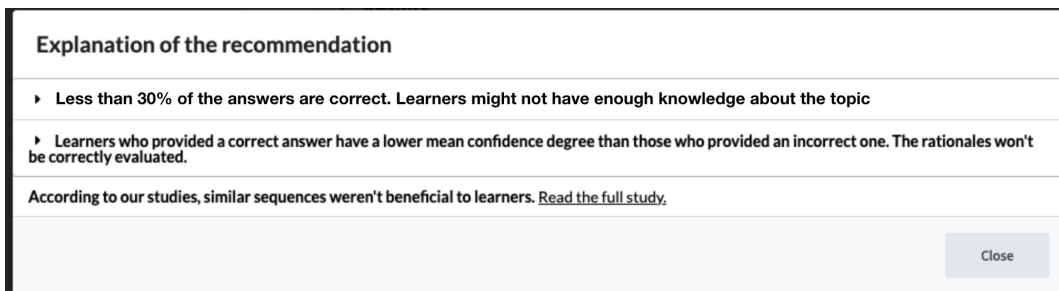 Explanation of the recommendation
Less than 30% of the answers are correct. Learners might not have enough knowledge about the topic
Learners who provided a correct answer have a lower mean confidence degree than those who provided an incorrect one. The rationales won't
be correctly evaluated.
According to our studies, similar sequences weren't beneficial to learners. Read the full study.
Close